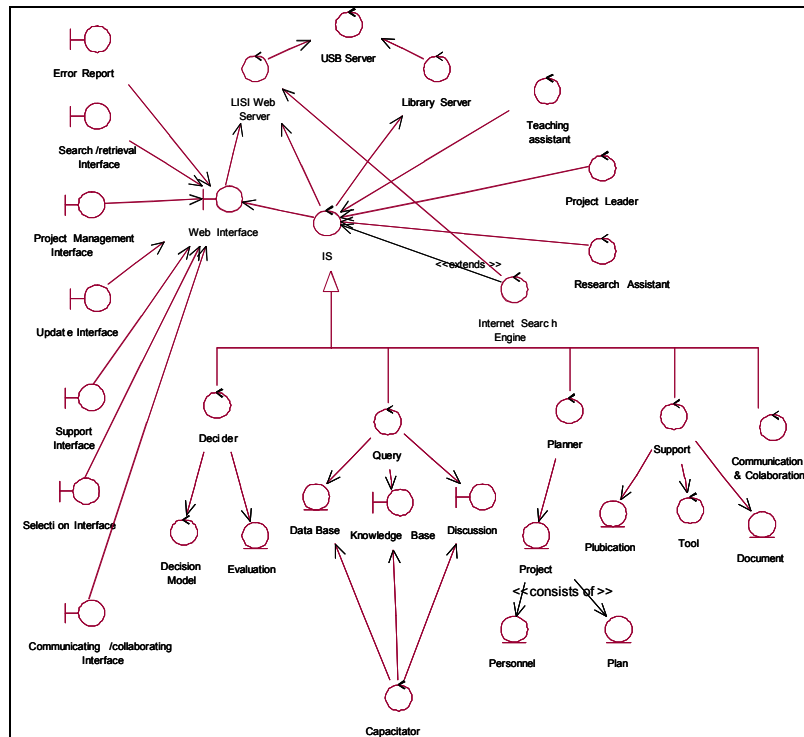 USB Server
Error Report
LISI Web
Server
Library Server
Teaching
assistant
Search /retrieval
Interface
Project Leader
Project Management
Interface
Web Interface
IS
<<extends >>
Research Assistant
Internet Search
Engine
Update Interface
Support
Interface
Decider
Query
Planner
Support
Communication
& Colaboration
Selection Interface
Data Base
Knowledge Base
Discussion
Plubication
Tool
Document
Decision
Model
Evaluation
Project
<<consists of >>
Communicating /collaborating
Interface
Personnel
Plan
Capacitator